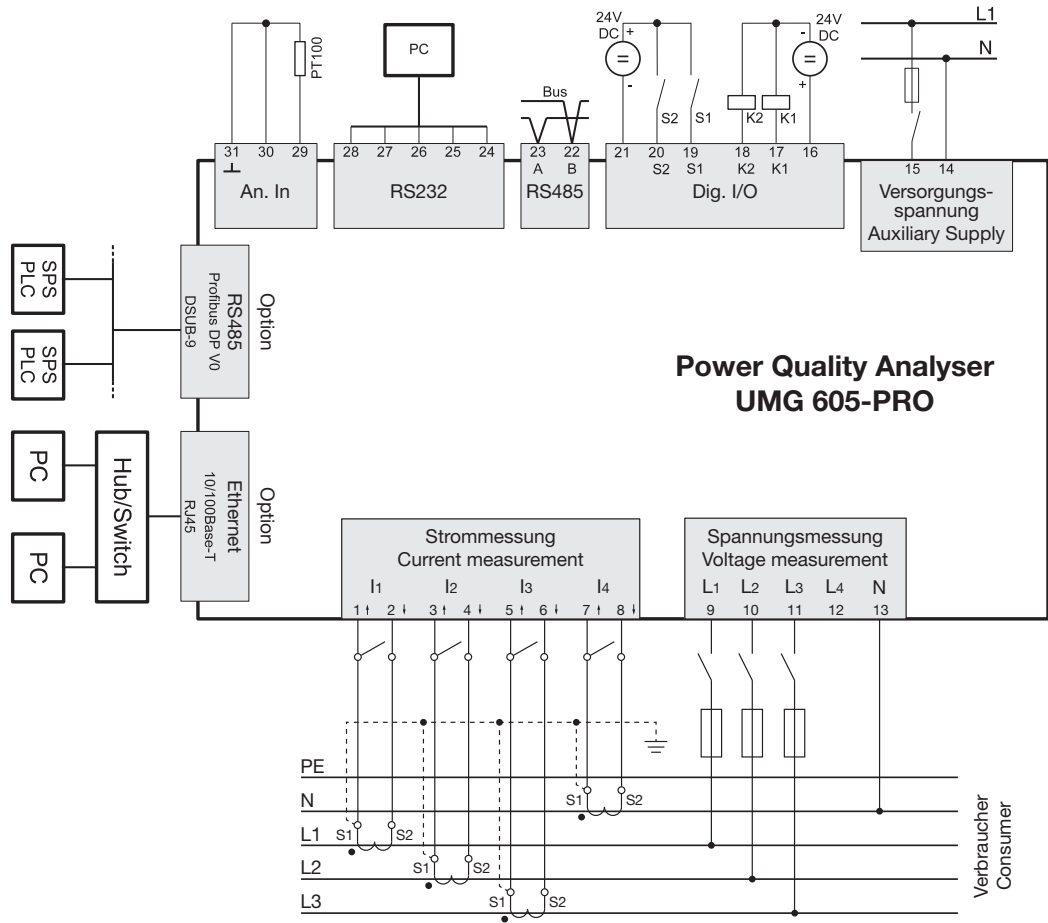 24V
DC
+
-
24V
DC
-
+
L1
N
PC
PT100
Bus
S2
S1
K2
K1
31
30
29
28
27
26
25
24
23
22
21
20
19
18
17
16
15
14
A
B
S2
S1
K2
K1
An. In
RS232
RS485
Dig. I/O
Versorgungs-
spannung
Auxiliary Supply
SPS
PLC
SPS
PLC
RS485
Profibus DP V0
DSUB-9
Option
Power Quality Analyser
UMG 605-PRO
PC
PC
Hub/Switch
Ethernet
10/100Base-T
RJ45
Option
Strommessung
Current measurement
I1
I2
I3
I4
1
2
3
4
5
6
7
8
Spannungsmessung
Voltage measurement
L1
L2
L3
L4
N
9
10
11
12
13
PE
N
S1
S2
L1
S1
S2
L2
S1
S2
L3
S1
S2
Verbraucher
Consumer